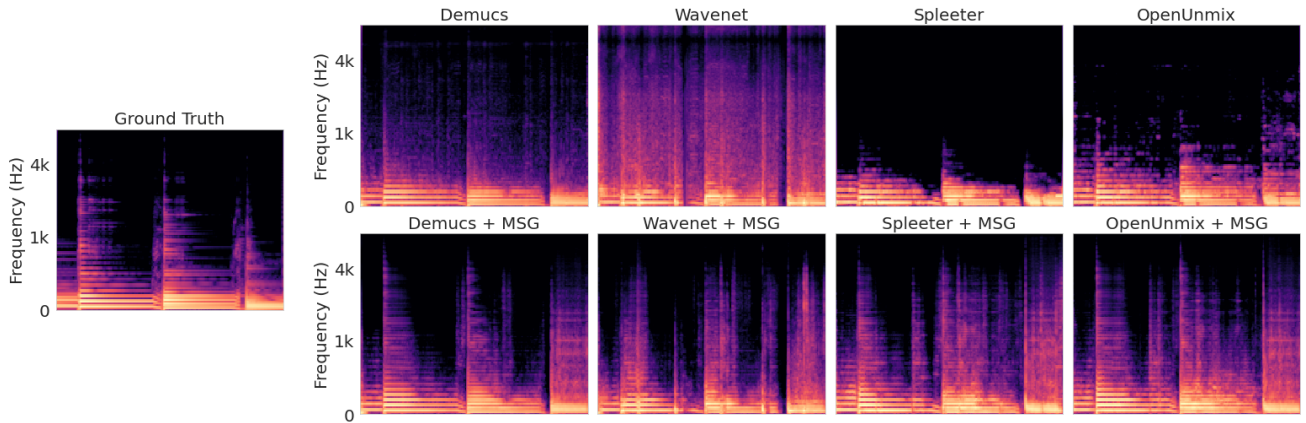 Demucs
Wavenet
Spleeter
OpenUnmix
Frequency (Hz)
4k
1k
0
Ground Truth
Frequency (Hz)
4k
1k
0
Demucs + MSG
Wavenet + MSG
Spleeter + MSG
OpenUnmix + MSG
Frequency (Hz)
4k
1k
0